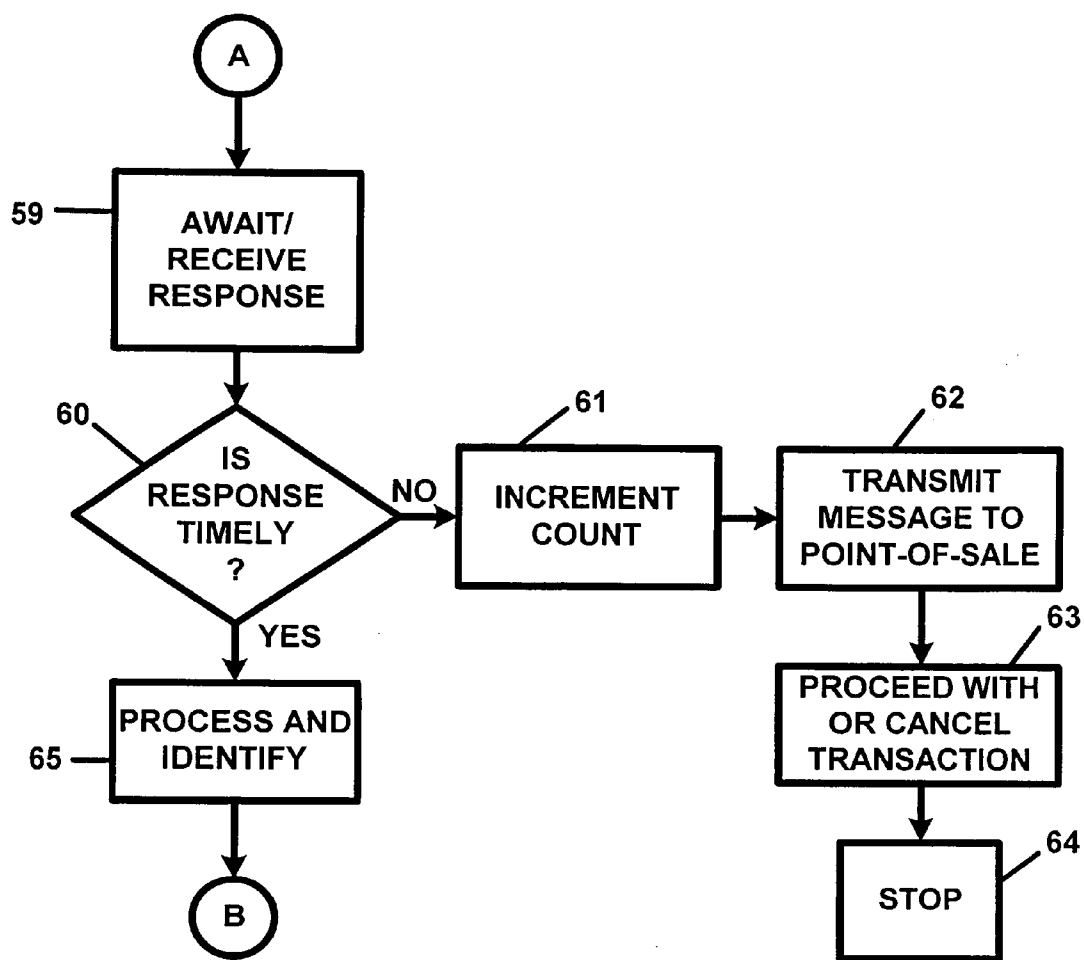 A
59
AWAIT/
RECEIVE
RESPONSE
60
IS
RESPONSE
TIMELY
?
NO
61
INCREMENT
COUNT
62
TRANSMIT
MESSAGE TO
POINT-OF-SALE
YES
63
PROCEED WITH
OR CANCEL
TRANSACTION
65
PROCESS AND
IDENTIFY
64
STOP
B